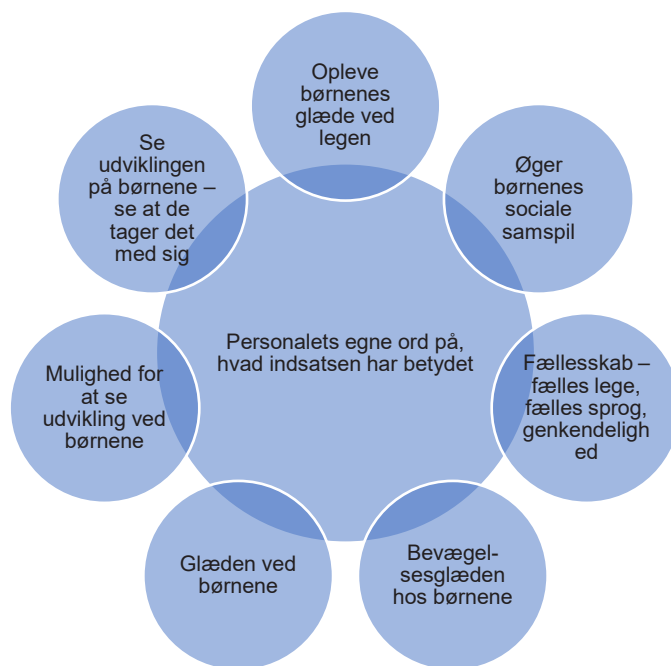 Opleve
børnenes
glæde ved
legen
Øger
børnenes
sociale
samspil
Fællesskab –
fælles lege,
fælles sprog,
genkendeligh
ed
Bevægel-
sesglæden
hos børnene
Glæden ved
børnene
Mulighed for
at se
udvikling ved
børnene
Se
udviklingen
på børnene –
se at de
tager det
med sig
Personalets egne ord på,
hvad indsatsen har betydet